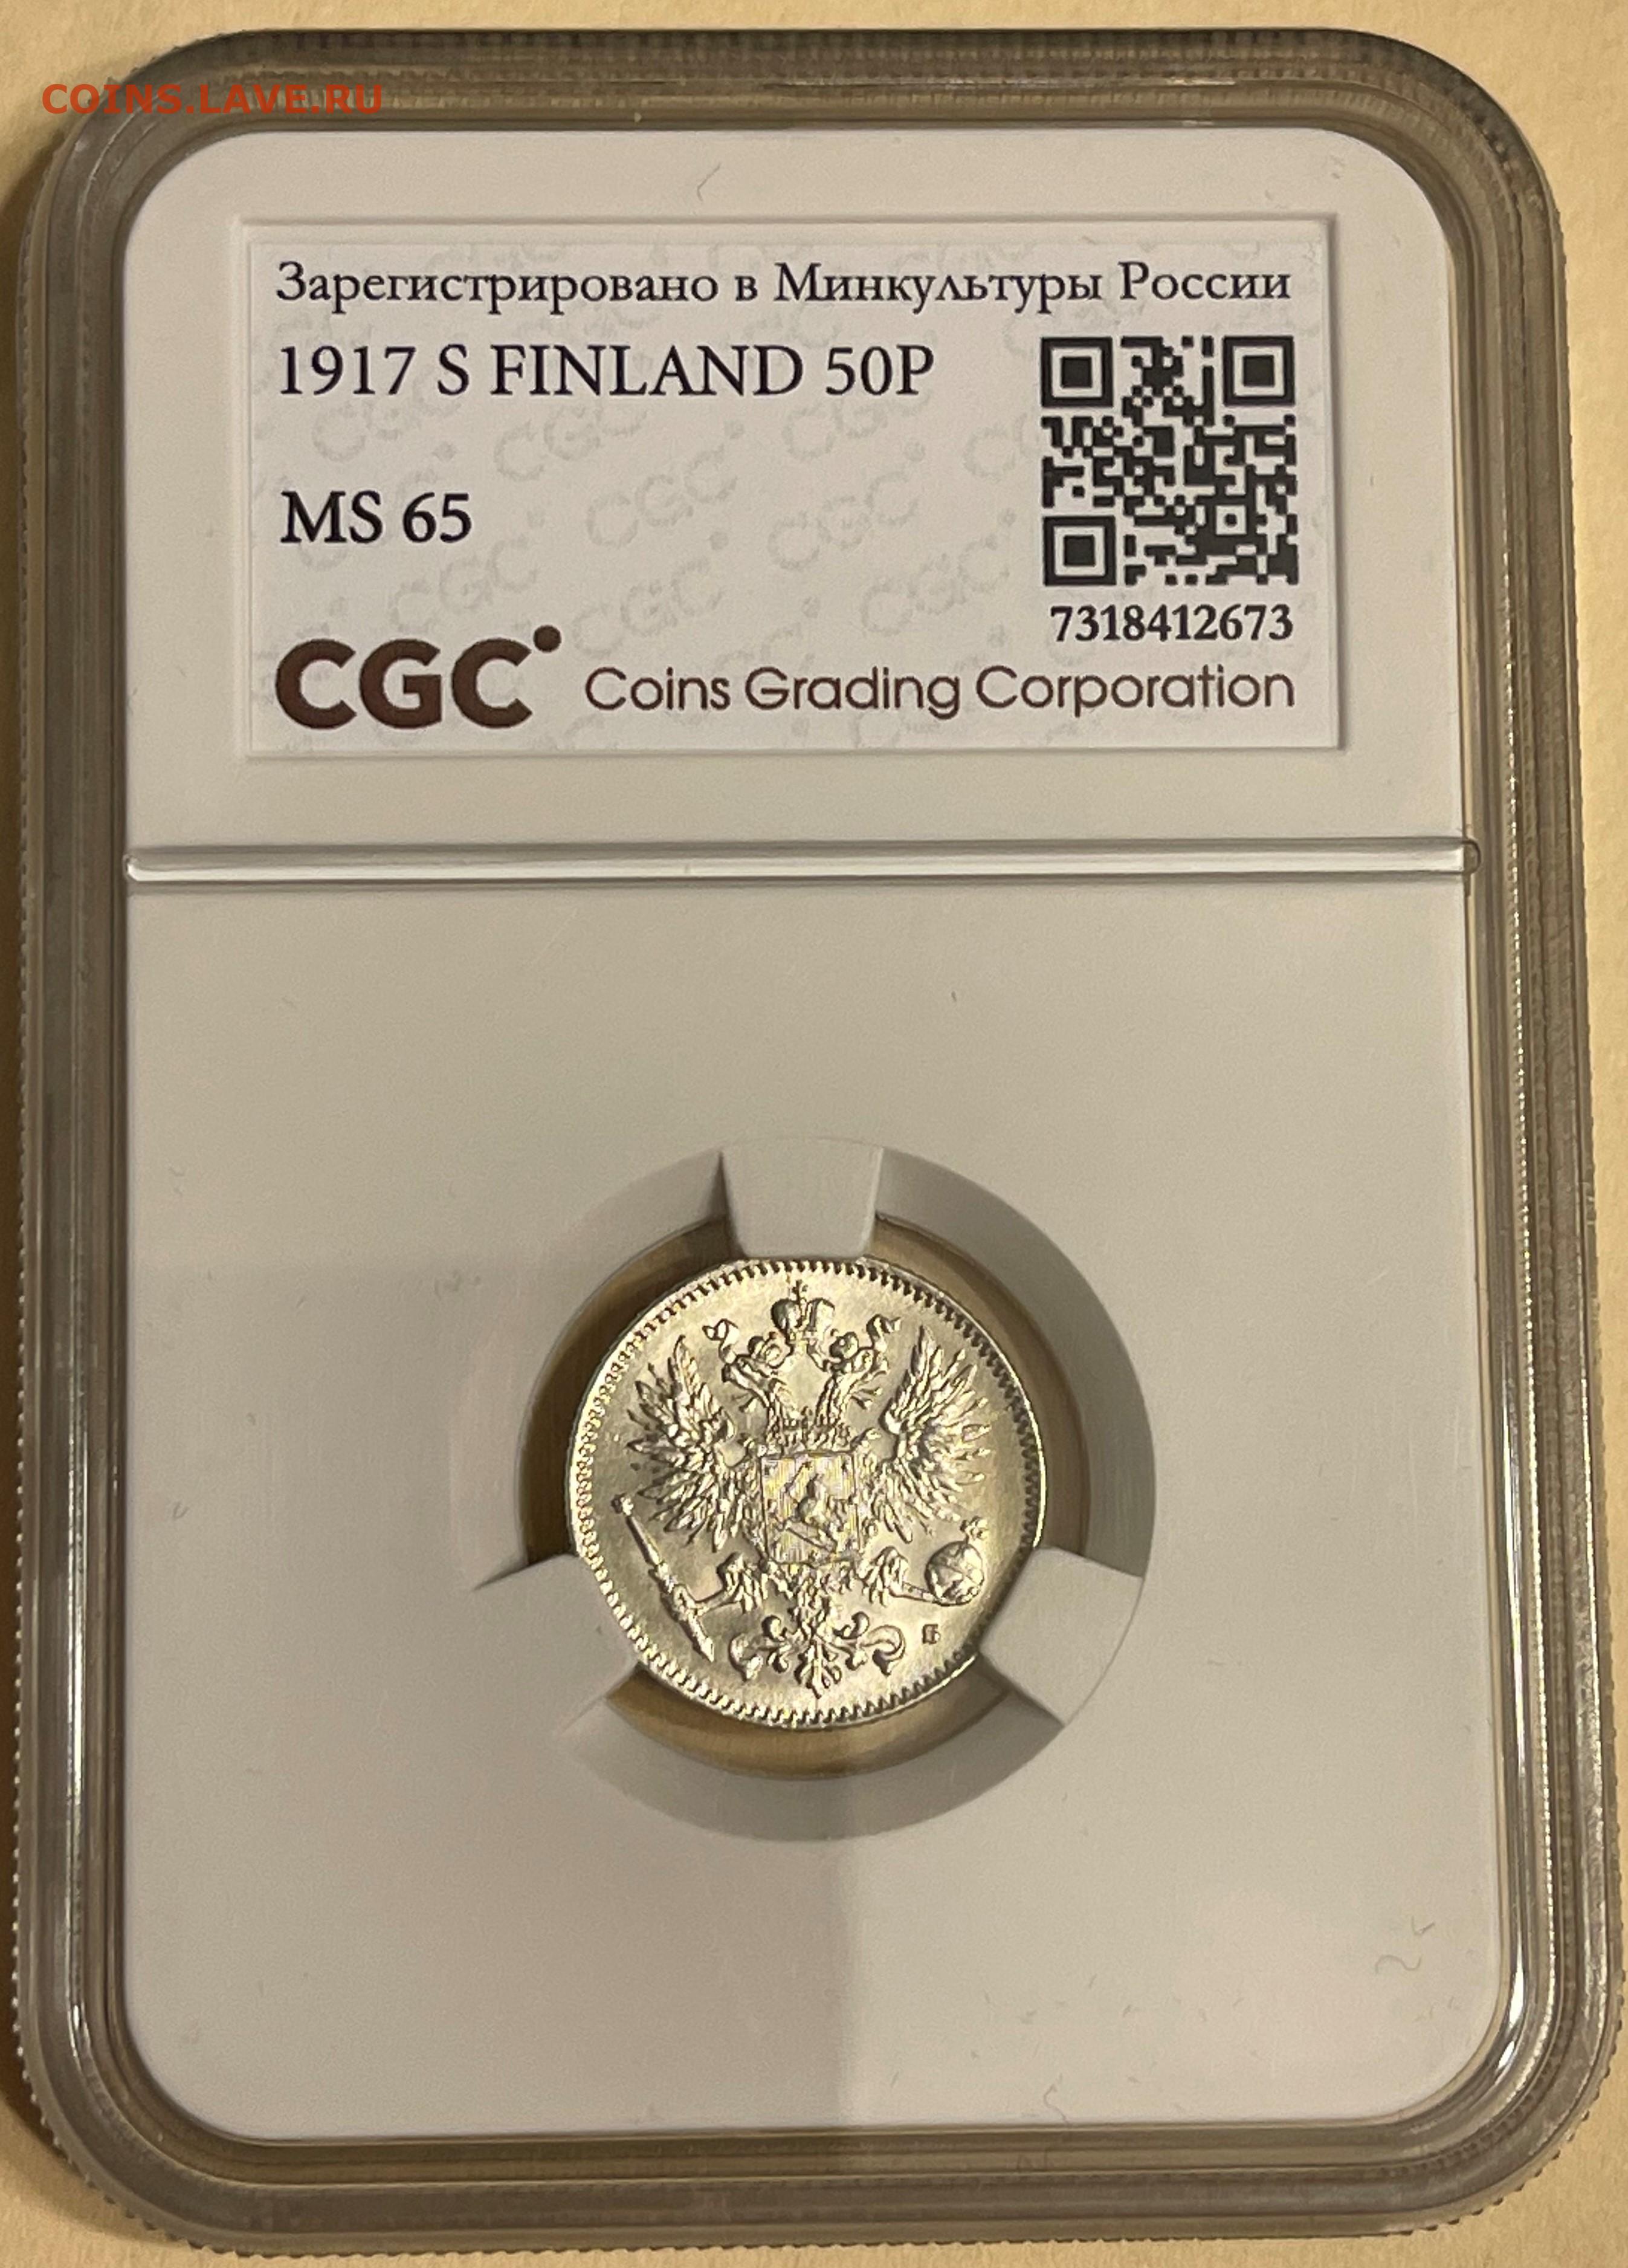 COINS.LAVE.RU
Зарегистрировано в Минкультуры России
1917 S FINLAND 50P
MS 65
7318412673
CGC Coins Grading Corporation
S